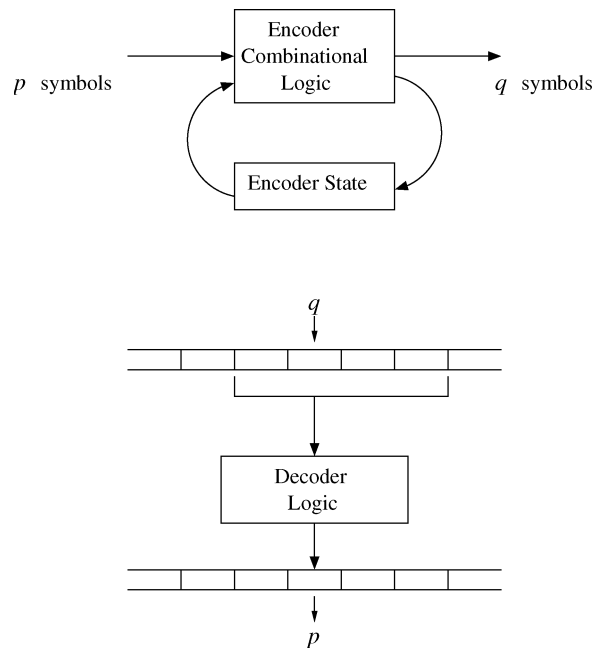 Encoder
Combinational
Logic
p symbols
q symbols
Encoder State
q
Decoder
Logic
p